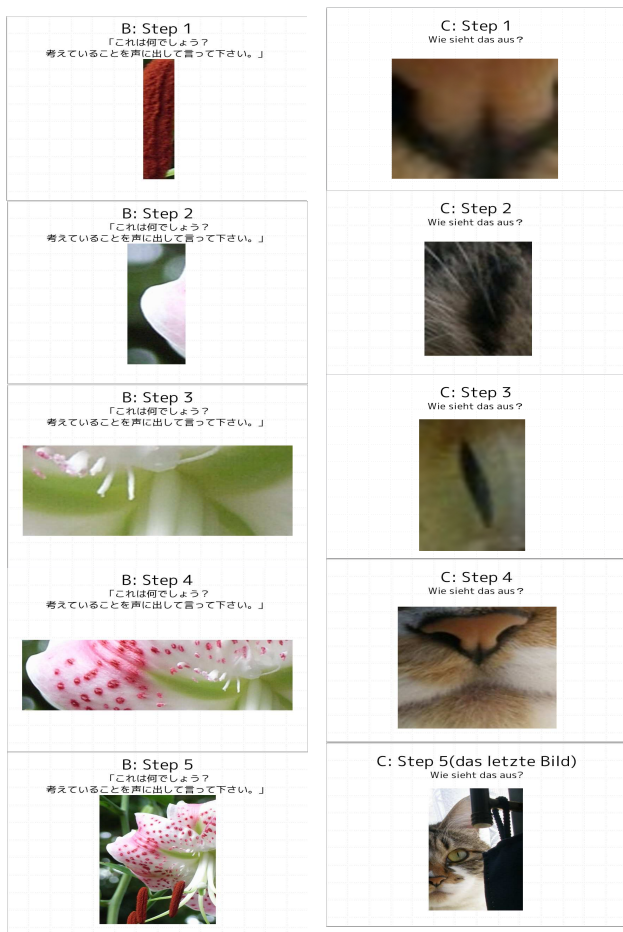 B: Step 1
「これは何でしょう？
考えていることを声に出して言って下さい。」
B: Step 2
「これは何でしょう？
考えていることを声に出して言って下さい。」
B: Step 3
「これは何でしょう？
考えていることを声に出して言って下さい。」
B: Step 4
「これは何でしょう？
考えていることを声に出して言って下さい。」
B: Step 5
「これは何でしょう？
考えていることを声に出して言って下さい。」
C: Step 1
Wie sieht das aus？
C: Step 2
Wie sieht das aus？
C: Step 3
Wie sieht das aus？
C: Step 4
Wie sieht das aus？
C: Step 5(das letzte Bild)
Wie sieht das aus?